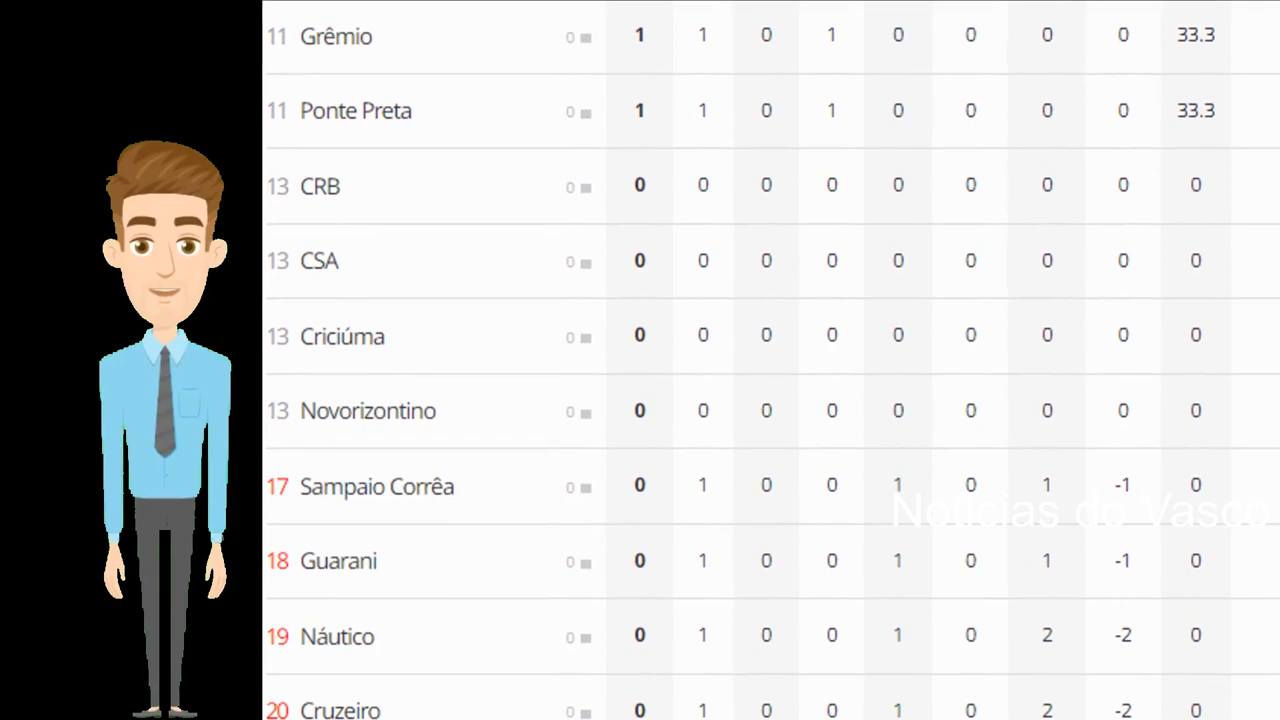 11 Grêmio 0 1 1 0 1 0 0 0 0 33.3
11 Ponte Preta 0 1 1 0 1 0 0 0 0 33.3
13 CRB 0 0 0 0 0 0 0 0 0 0
13 CSA 0 0 0 0 0 0 0 0 0 0
13 Criciúma 0 0 0 0 0 0 0 0 0 0
13 Novorizontino 0 0 0 0 0 0 0 0 0 0
17 Sampaio Corrêa 0 0 1 0 0 1 0 1 -1 0
Noticias do Vasco
18 Guarani 0 0 1 0 0 1 0 1 -1 0
19 Náutico 0 0 1 0 0 1 0 2 -2 0
20 Cruzeiro 0 0 1 0 0 1 0 2 -2 0